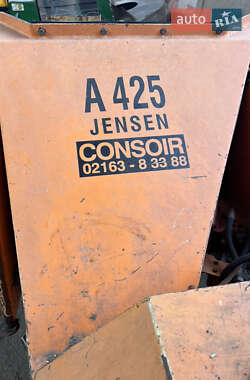 auto RIA
A 425
JENSEN
CONSOIR
02163 - 8 33 88